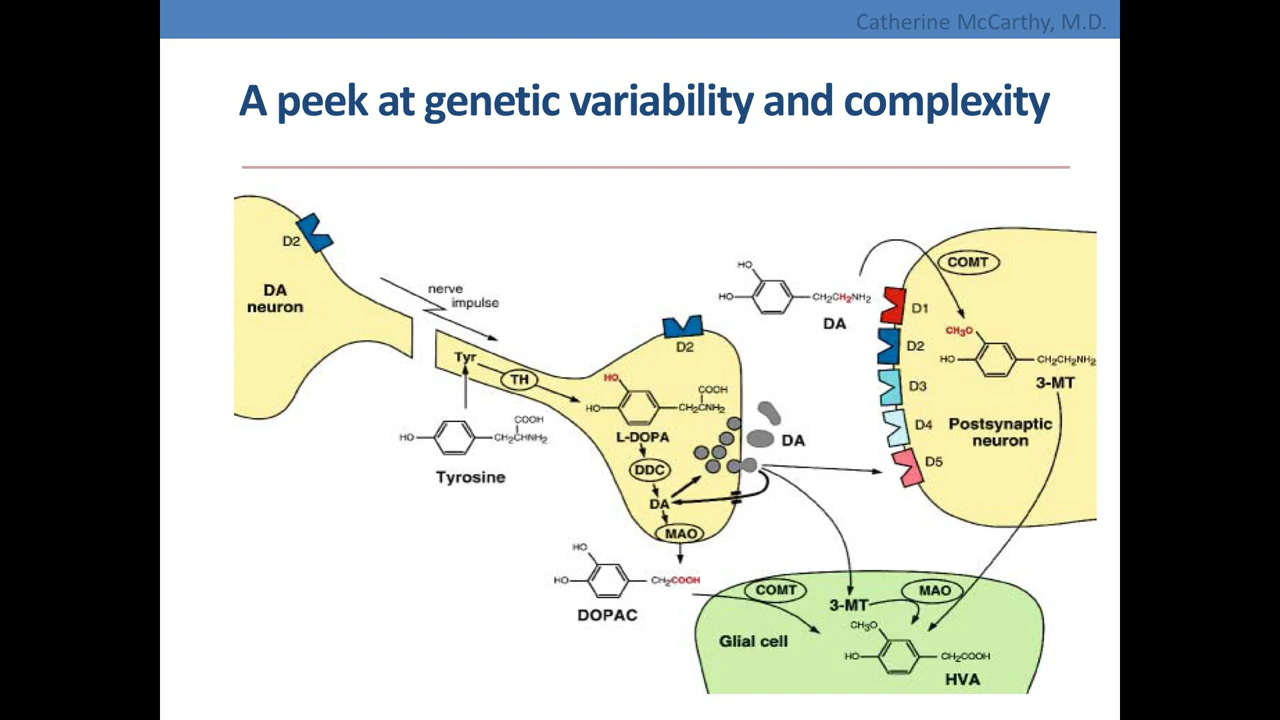 Catherine McCarthy, M.D.
A peek at genetic variability and complexity
D2
DA
neuron
nerve
impulse
Tyr
TH
HO
COOH
CH₂CHNH₂
Tyrosine
D2
HO
HO
COOH
CH₂CNH₂
L-DOPA
DDC
DA
MAO
DA
HO
HO
CH₂CH₂NH₂
DA
COMT
D1
D2
D3
D4
D5
CH₃O
HO
CH₂CH₂NH₂
3-MT
Postsynaptic
neuron
HO
HO
CH₂COOH
DOPAC
COMT
3-MT
MAO
Glial cell
CH₃O
HO
CH₂COOH
HVA